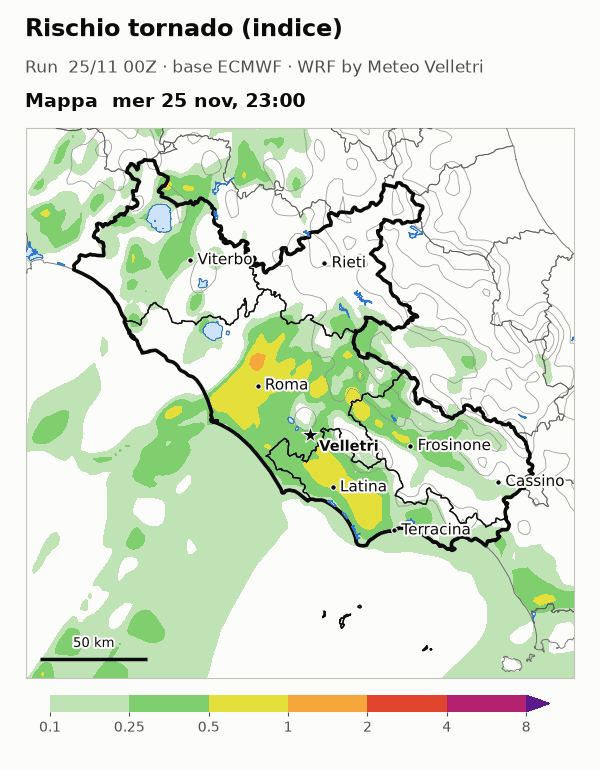 Rischio tornado (indice)
Run  25/11 00Z · base ECMWF · WRF by Meteo Velletri
Mappa  mer 25 nov, 23:00
Viterbo
Rieti
Roma
Velletri
Frosinone
Latina
Cassino
Terracina
50 km
0.1 0.25 0.5 1 2 4 8